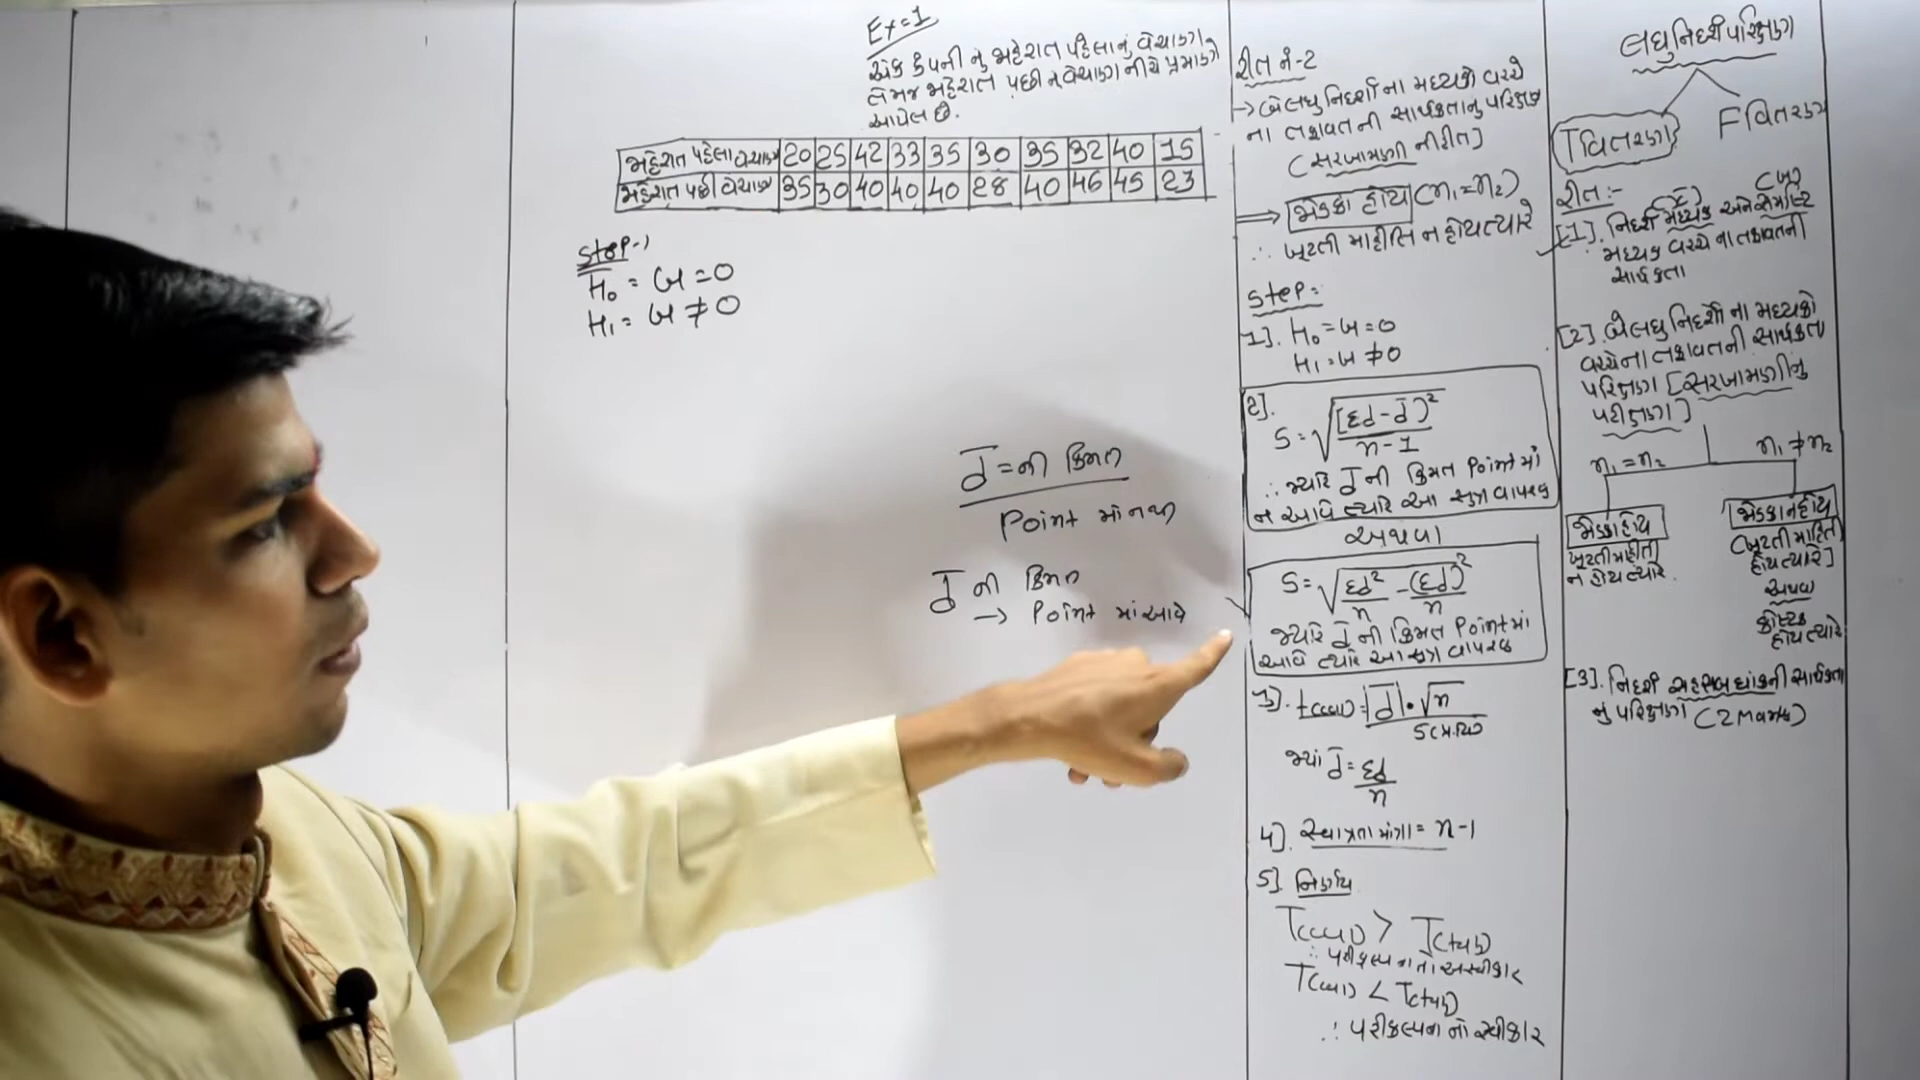 Ex=1
એક કંપની નું જાહેરાત પહેલાનું વેચાણ
તેમજ જાહેરાત પછી નું વેચાણ નીચે પ્રમાણે
આપેલ છે.
જાહેરાત પહેલા વેચાણ 20 25 42 33 35 30 35 32 40 15
જાહેરાત પછી વેચાણ 35 30 40 40 40 28 40 46 45 23
Step-1
H₀ = μ = 0
H₁ = μ ≠ 0
d̄ = ની કિંમત
Point માં નથી
d̄ ની કિંમત
→ Point માં આવે
રીત નં-2
→ બે લઘુ નિદર્શો ના મધ્યકો વચ્ચે
ના તફાવત ની સાર્થકતાનું પરિક્ષણ
(સરખામણી ની રીત]
⇒ જોડકા હોય (n₁=n₂)
∴ ખૂટતી માહીતિ ન હોય ત્યારે
Step:-
1]. H₀ = μ = 0
H₁ = μ ≠ 0
2].
S = √[Σd-d̄)² / n-1
∴ જ્યારે d̄ ની કિંમત Point માં
ન આવે ત્યારે આ સુત્ર વાપરવુ
અથવા
S = √Σd²/n - (Σd)²/n
જ્યારે d̄ ની કિંમત Point માં
આવે ત્યારે આ સુત્ર વાપરવુ
3]. t(cal) = |d̄|·√n / S
જ્યાં d̄ = Σd/n
4]. સ્વાત્રતા માત્રા = n-1
5]. નિર્ણય
T(cal) > T(tab)
∴ પરીકલ્પના નો અસ્વીકાર
T(cal) < T(tab)
∴ પરીકલ્પના નો સ્વીકાર
લઘુ નિદર્શ પરિક્ષણ
T વિતરણ F વિતરણ
રીત :-
[1]. નિદર્શ મધ્યક અને સમષ્ટિ
મધ્યક વચ્ચે ના તફાવતની
સાર્થકતા
[2]. બે લઘુ નિદર્શો ના મધ્યકો
વચ્ચેના તફાવત ની સાર્થકતા
પરિક્ષણ [સરખામણીનું
પરીક્ષણ]
n₁=n₂ n₁≠n₂
જોડકા હોય
ખૂટતી માહીતી
ન હોય ત્યારે
જોડકા ન હોય
(ખૂટતી માહિતી
હોય ત્યારે]
અથવા
કોષ્ટક
હોય ત્યારે
[3]. નિદર્શ સહસબંધાંકની સાર્થકતા
નુ પરિક્ષણ (2 Marks)